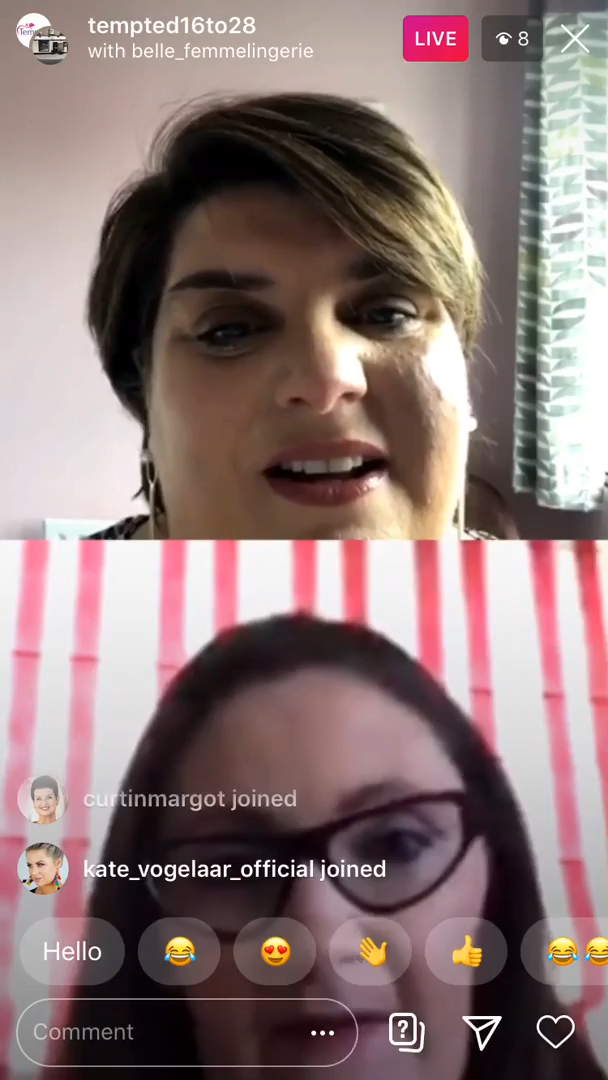 tempted16to28
with belle_femmelingerie
LIVE
8
curtinmargot joined
kate_vogelaar_official joined
Hello
Comment